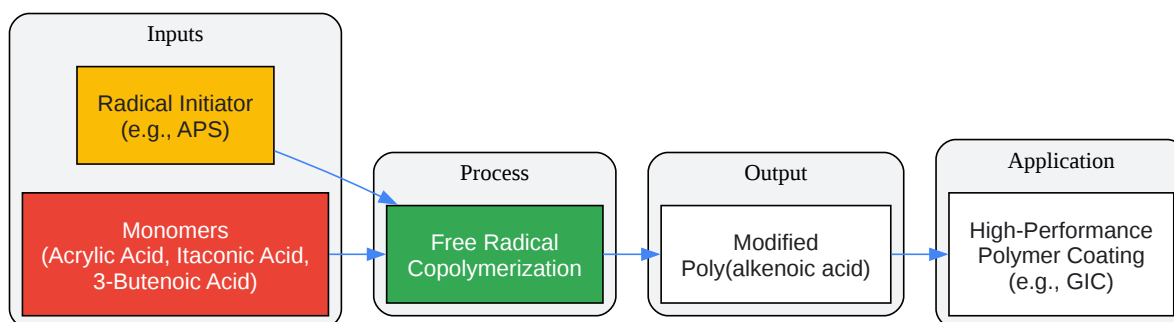 Inputs
Radical Initiator
(e.g., APS)
Monomers
(Acrylic Acid, Itaconic Acid,
3-Butenoic Acid)
Process
Free Radical
Copolymerization
Output
Modified
Poly(alkenoic acid)
Application
High-Performance
Polymer Coating
(e.g., GIC)